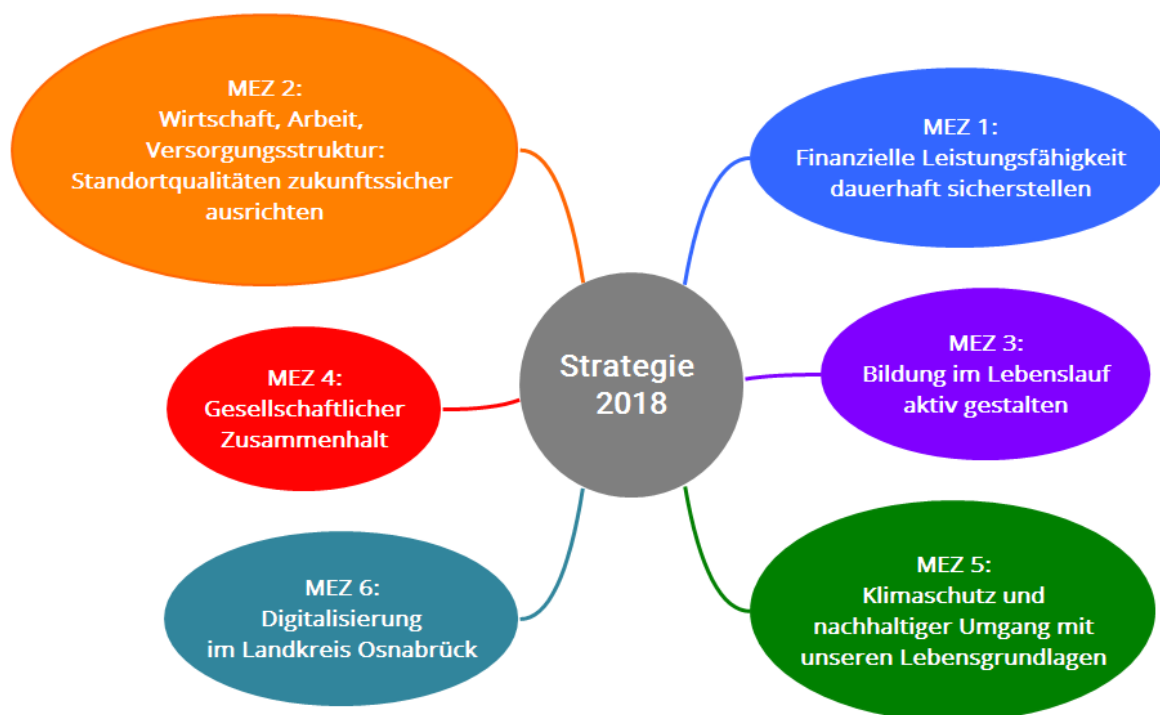 MEZ 2:
Wirtschaft, Arbeit,
Versorgungsstruktur:
Standortqualitäten zukunftssicher
ausrichten
MEZ 1:
Finanzielle Leistungsfähigkeit
dauerhaft sicherstellen
Strategie
2018
MEZ 4:
Gesellschaftlicher
Zusammenhalt
MEZ 3:
Bildung im Lebenslauf
aktiv gestalten
MEZ 6:
Digitalisierung
im Landkreis Osnabrück
MEZ 5:
Klimaschutz und
nachhaltiger Umgang mit
unseren Lebensgrundlagen